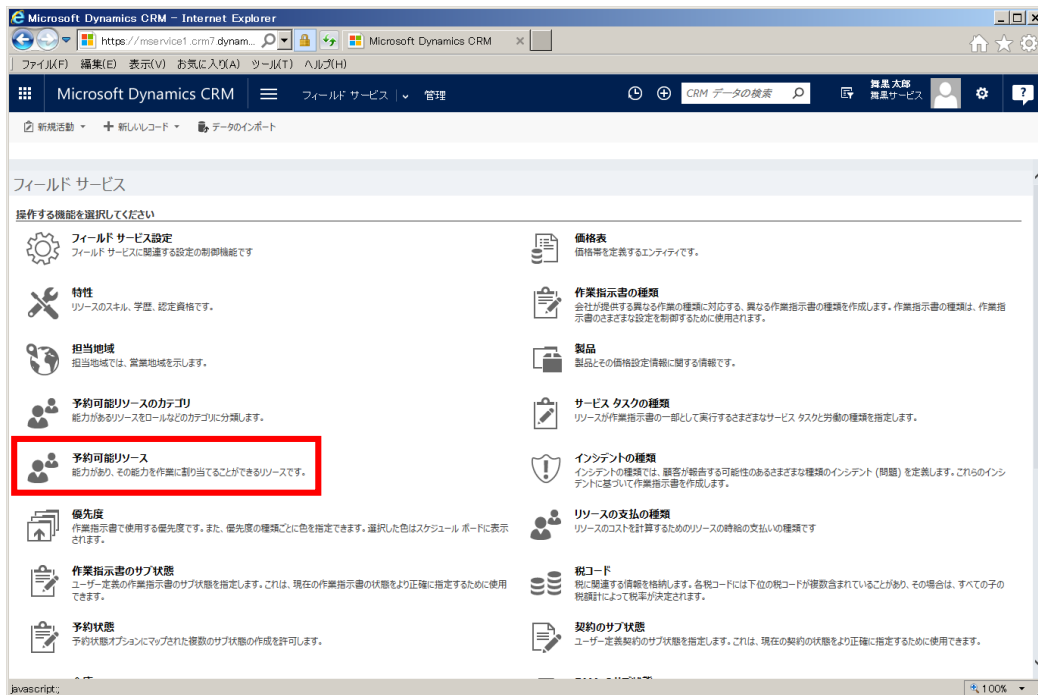 Microsoft Dynamics CRM - Internet Explorer
https://mservice1.crm7.dynam...
Microsoft Dynamics CRM
ファイル(F) 編集(E) 表示(V) お気に入り(A) ツール(T) ヘルプ(H)
Microsoft Dynamics CRM フィールド サービス 管理 CRM データの検索
舞黒 太郎
舞黒サービス
新規活動 新しいレコード データのインポート
フィールド サービス
操作する機能を選択してください
フィールド サービス設定
フィールド サービスに関連する設定の制御機能です
価格表
価格帯を定義するエンティティです。
特性
リソースのスキル、学歴、認定資格です。
作業指示書の種類
会社が提供する異なる作業の種類に対応する、異なる作業指示書の種類を作成します。作業指示書の種類は、作業指
示書のさまざまな設定を制御するために使用されます。
担当地域
担当地域では、営業地域を示します。
製品
製品とその価格設定情報に関する情報です。
予約可能リソースのカテゴリ
能力があるリソースをロールなどのカテゴリに分類します。
サービス タスクの種類
リソースが作業指示書の一部として実行するさまざまなサービス タスクと労働の種類を指定します。
予約可能リソース
能力があり、その能力を作業に割り当てることができるリソースです。
インシデントの種類
インシデントの種類では、顧客が報告する可能性のあるさまざまな種類のインシデント (問題) を定義します。これらのインシ
デントに基づいて作業指示書を作成します。
優先度
作業指示書で使用する優先度です。また、優先度の種類ごとに色を指定できます。選択した色はスケジュール ボードに表示
されます。
リソースの支払の種類
リソースのコストを計算するためのリソースの時給の支払いの種類です
作業指示書のサブ状態
ユーザー定義の作業指示書のサブ状態を指定します。これは、現在の作業指示書の状態をより正確に指定するために使用
できます。
税コード
税に関連する情報を格納します。各税コードには下位の税コードが複数含まれていることがあり、その場合は、すべての子の
税額計によって税率が決定されます。
予約状態
予約状態オプションにマップされた複数のサブ状態の作成を許可します。
契約のサブ状態
ユーザー定義契約のサブ状態を指定します。これは、現在の契約の状態をより正確に指定するために使用できます。
javascript:;
100%